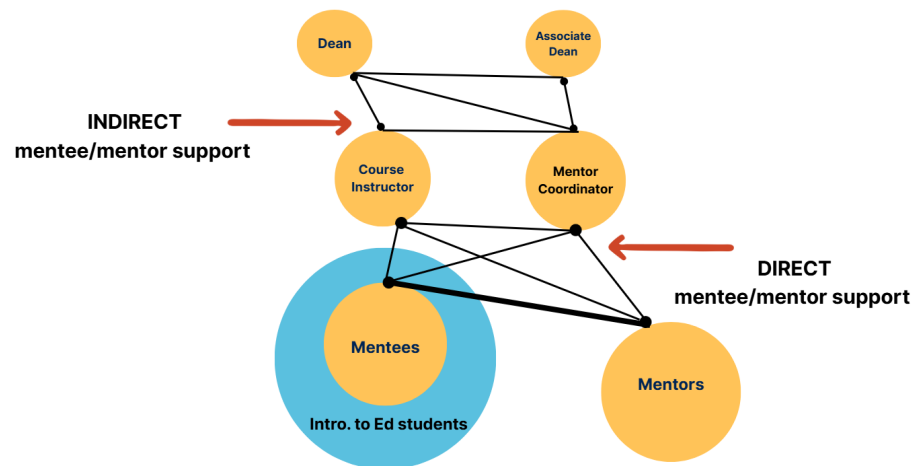 Dean
Associate
Dean
INDIRECT
mentee/mentor support
Course
Instructor
Mentor
Coordinator
DIRECT
mentee/mentor support
Mentees
Mentors
Intro. to Ed students